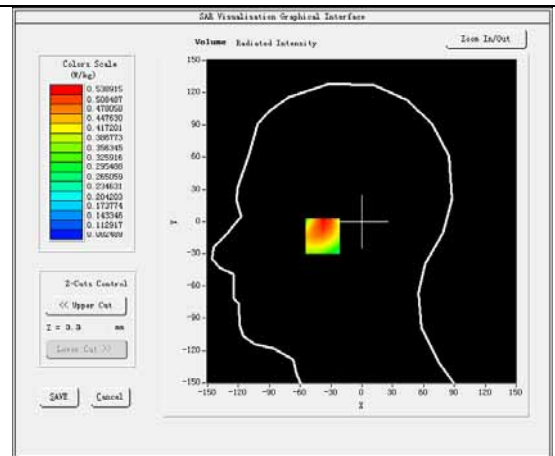 SAR Visualisation Graphical Interface
Volume Radiated Intensity
Zoom In/Out
Colors Scale
(W/kg)
0.538915
0.508487
0.478058
0.447630
0.417201
0.386773
0.356345
0.325916
0.295488
0.265059
0.234631
0.204203
0.173774
0.143346
0.112917
0.082489
Z-Cuts Control
<< Upper Cut
Z = 3.3 mm
Lower Cut >>
SAVE Cancel
150
120
90
60
30
0
-30
-60
-90
-120
-150
Y
-150 -120 -90 -60 -30 0 30 60 90 120 150
X